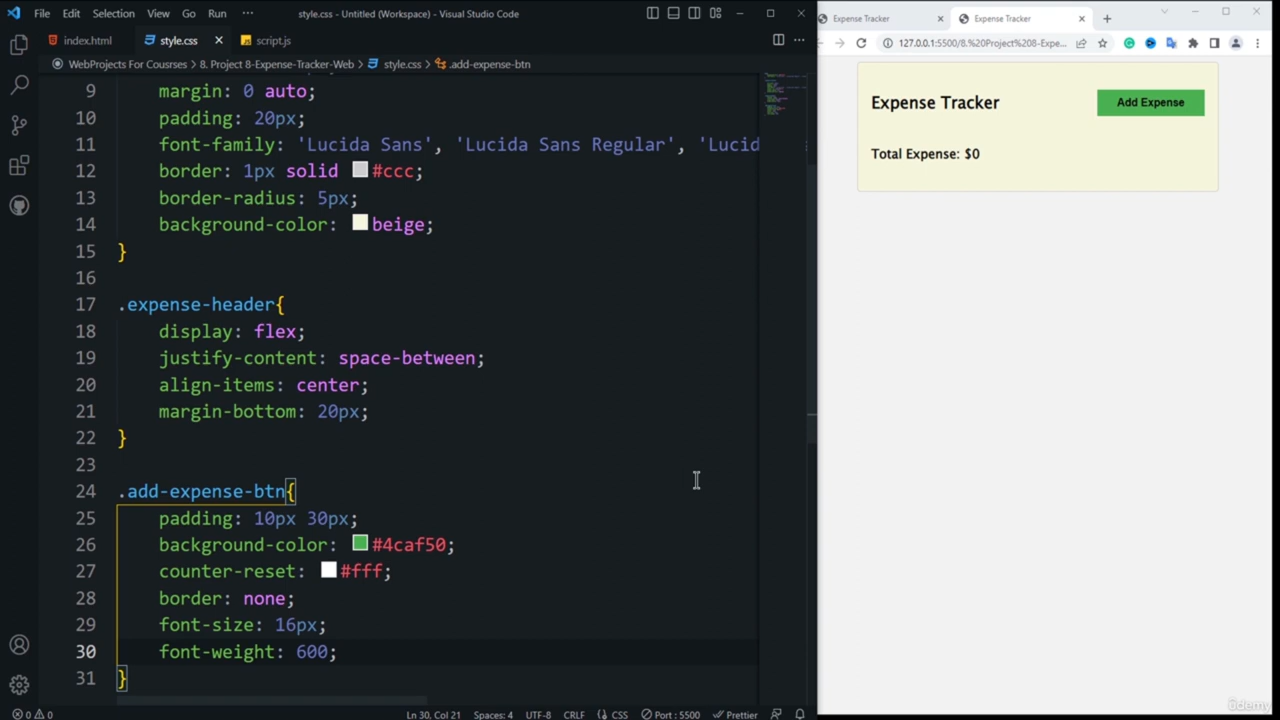 File Edit Selection View Go Run ··· style.css - Untitled (Workspace) - Visual Studio Code
index.html style.css script.js
WebProjects For Coursres > 8. Project 8-Expense-Tracker-Web > style.css > .add-expense-btn
9 margin: 0 auto;
10 padding: 20px;
11 font-family: 'Lucida Sans', 'Lucida Sans Regular', 'Lucid
12 border: 1px solid #ccc;
13 border-radius: 5px;
14 background-color: beige;
15 }
16
17 .expense-header{
18 display: flex;
19 justify-content: space-between;
20 align-items: center;
21 margin-bottom: 20px;
22 }
23
24 .add-expense-btn{
25 padding: 10px 30px;
26 background-color: #4caf50;
27 counter-reset: #fff;
28 border: none;
29 font-size: 16px;
30 font-weight: 600;
31 }
0 0 Ln 30, Col 21 Spaces: 4 UTF-8 CRLF CSS Port : 5500 Prettier
Expense Tracker Expense Tracker
127.0.0.1:5500/8.%20Project%208-Expe...
Expense Tracker Add Expense
Total Expense: $0
ûdemy